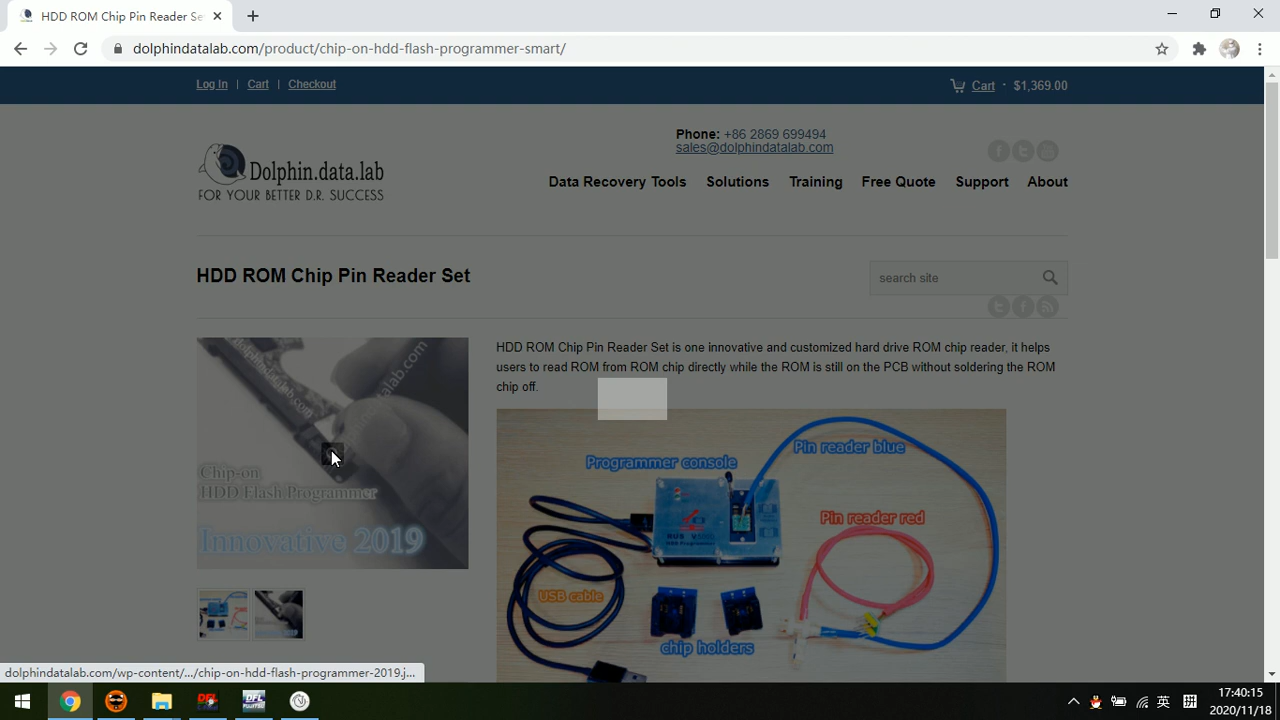 HDD ROM Chip Pin Reader Se
dolphindatalab.com/product/chip-on-hdd-flash-programmer-smart/
Log In | Cart | Checkout
Cart · $1,369.00
Phone: +86 2869 699494
sales@dolphindatalab.com
Dolphin.data.lab
FOR YOUR BETTER D.R. SUCCESS
Data Recovery Tools Solutions Training Free Quote Support About
HDD ROM Chip Pin Reader Set
search site
HDD ROM Chip Pin Reader Set is one innovative and customized hard drive ROM chip reader, it helps
users to read ROM from ROM chip directly while the ROM is still on the PCB without soldering the ROM
chip off.
Chip-on
HDD Flash Programmer
Innovative 2019
Programmer console
Pin reader blue
Pin reader red
USB cable
chip holders
dolphindatalab.com/wp-content/.../chip-on-hdd-flash-programmer-2019.j...
DFL
DFL
英
拼
17:40:15
2020/11/18